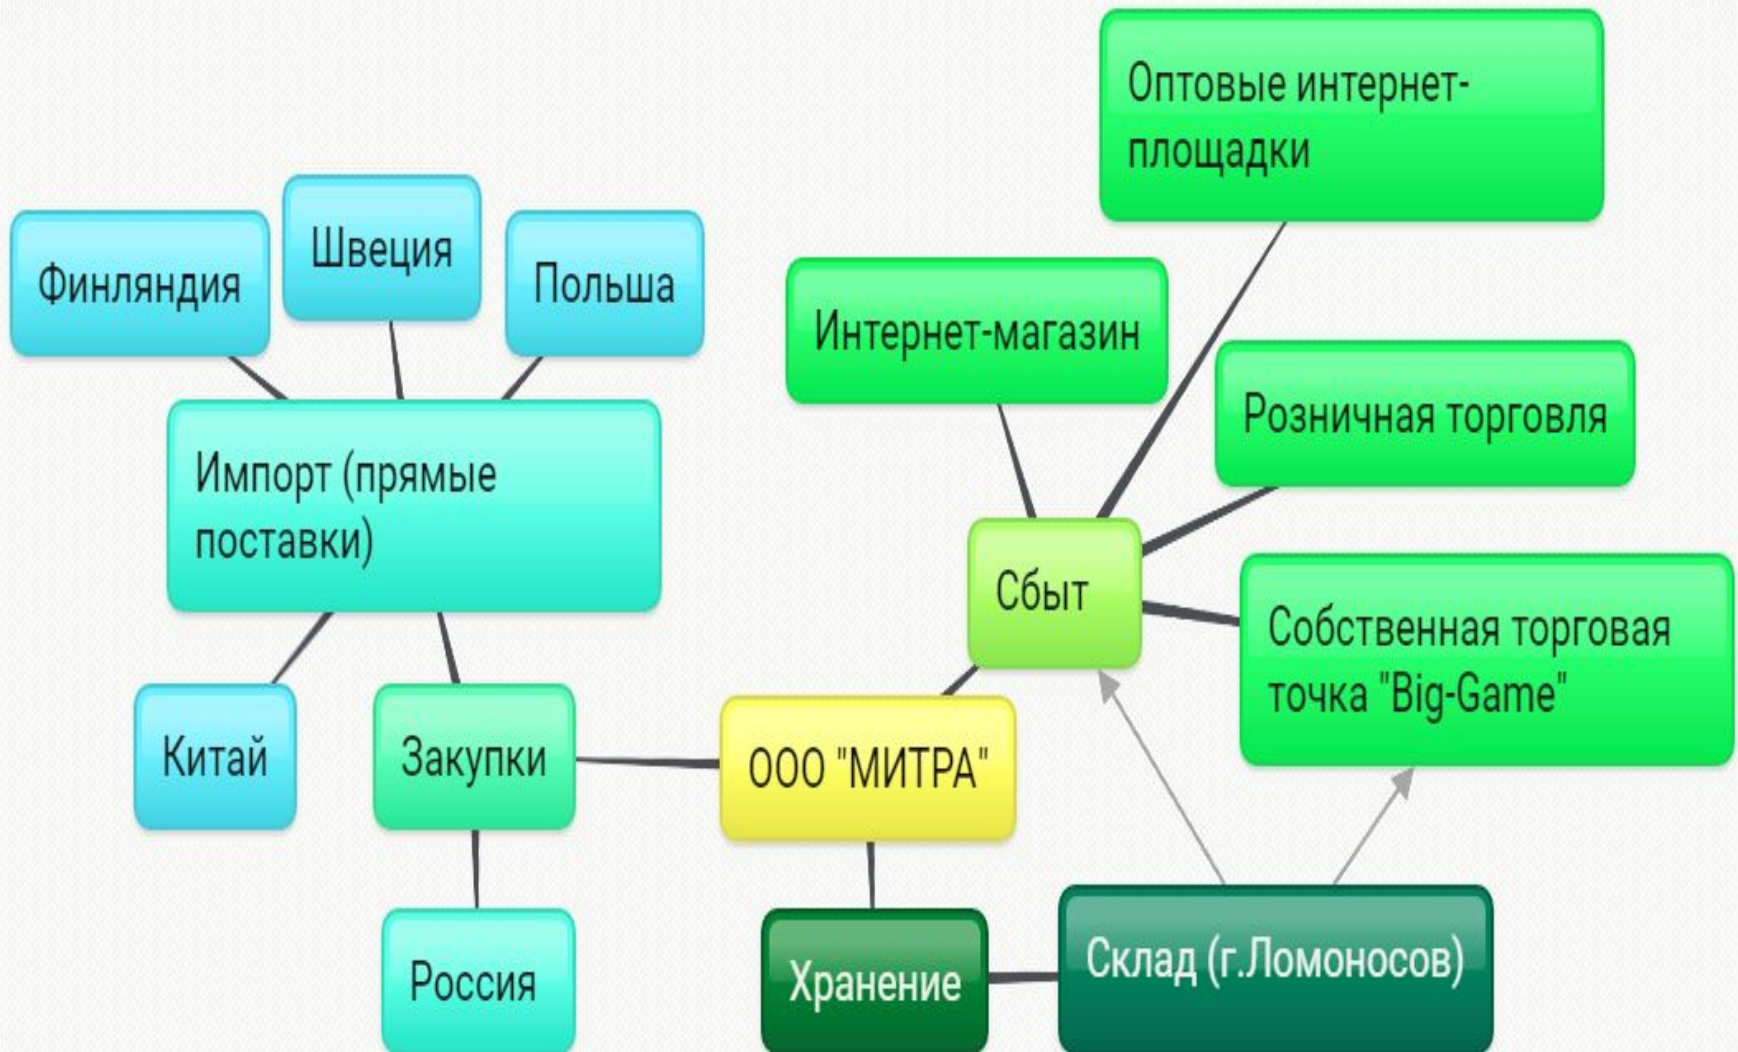 Оптовые интернет-
площадки
Финляндия
Швеция
Польша
Интернет-магазин
Розничная торговля
Импорт (прямые
поставки)
Сбыт
Собственная торговая
точка "Big-Game"
Китай
Закупки
ООО "МИТРА"
Россия
Хранение
Склад (г.Ломоносов)